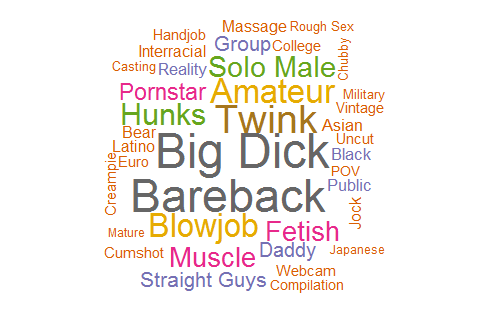 Massage
Rough Sex
Handjob
Group
College
Interracial
Chubby
Casting
Reality
Solo Male
Pornstar
Amateur
Military
Hunks
Twink
Vintage
Bear
Asian
Latino
Big Dick
Uncut
Euro
Black
Creampie
POV
Bareback
Public
Jock
Mature
Blowjob
Fetish
Cumshot
Muscle
Daddy
Japanese
Straight Guys
Webcam
Compilation